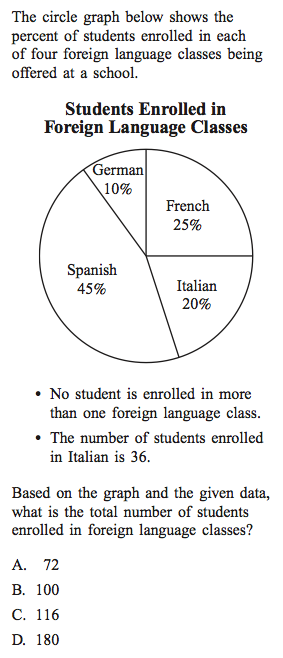 The circle graph below shows the
percent of students enrolled in each
of four foreign language classes being
offered at a school.
Students Enrolled in
Foreign Language Classes
German
10%
French
25%
Spanish
45%
Italian
20%
• No student is enrolled in more
than one foreign language class.
• The number of students enrolled
in Italian is 36.
Based on the graph and the given data,
what is the total number of students
enrolled in foreign language classes?
A. 72
B. 100
C. 116
D. 180